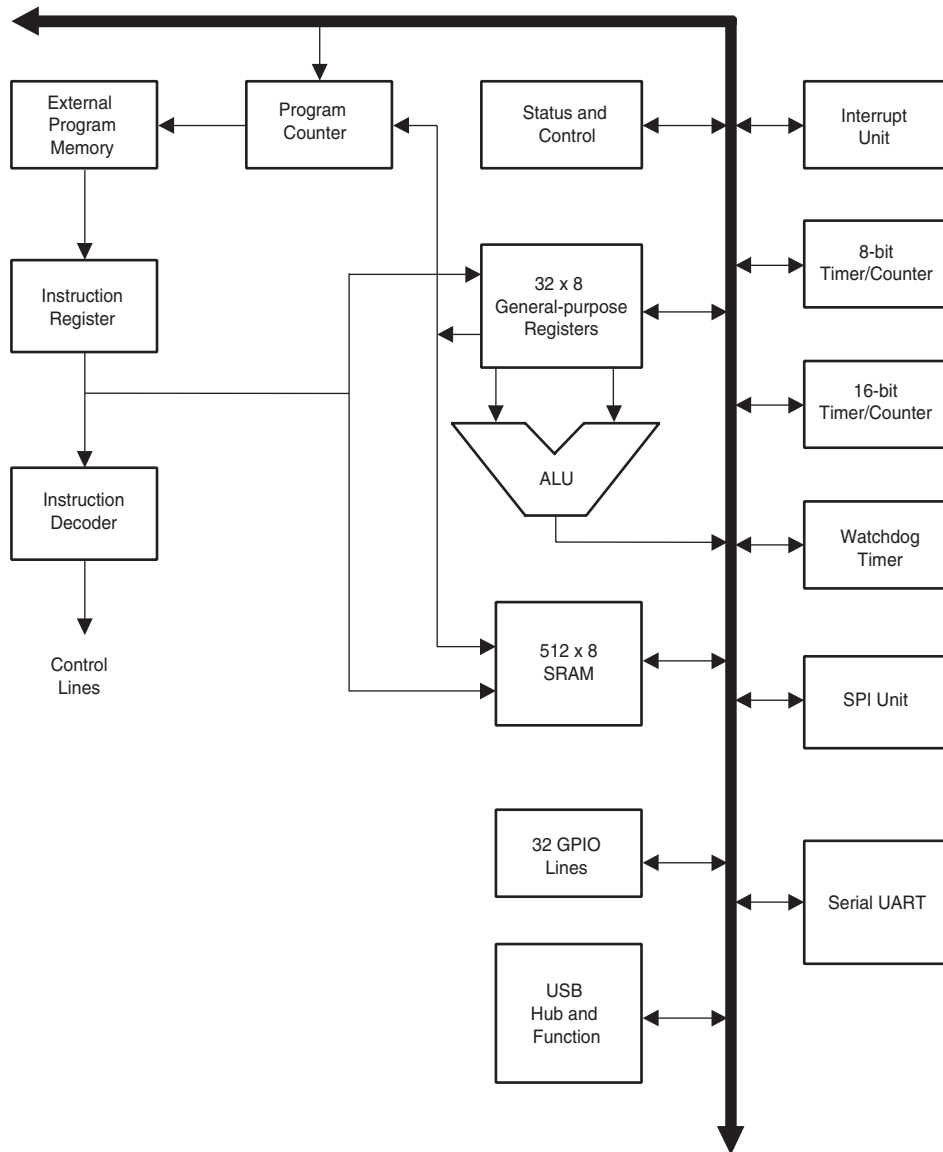 External
Program
Memory
Program
Counter
Status and
Control
Interrupt
Unit
8-bit
Timer/Counter
Instruction
Register
32 x 8
General-purpose
Registers
16-bit
Timer/Counter
Instruction
Decoder
ALU
Watchdog
Timer
Control
Lines
512 x 8
SRAM
SPI Unit
32 GPIO
Lines
Serial UART
USB
Hub and
Function